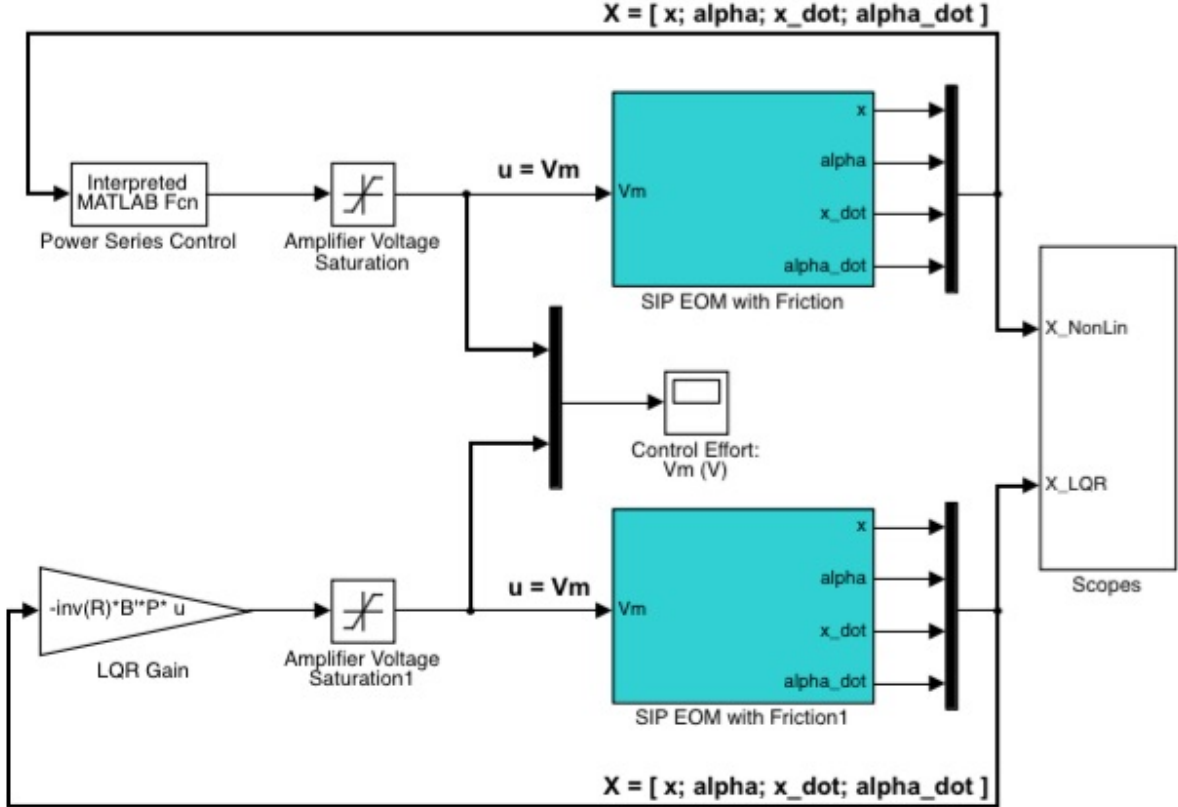 X = [ x; alpha; x_dot; alpha_dot ]
Interpreted
MATLAB Fcn
Power Series Control
Amplifier Voltage
Saturation
u = Vm
Vm
x
alpha
x_dot
alpha_dot
SIP EOM with Friction
X_NonLin
X_LQR
Scopes
Control Effort:
Vm (V)
-inv(R)*B'*P* u
LQR Gain
Amplifier Voltage
Saturation1
u = Vm
Vm
x
alpha
x_dot
alpha_dot
SIP EOM with Friction1
X = [ x; alpha; x_dot; alpha_dot ]